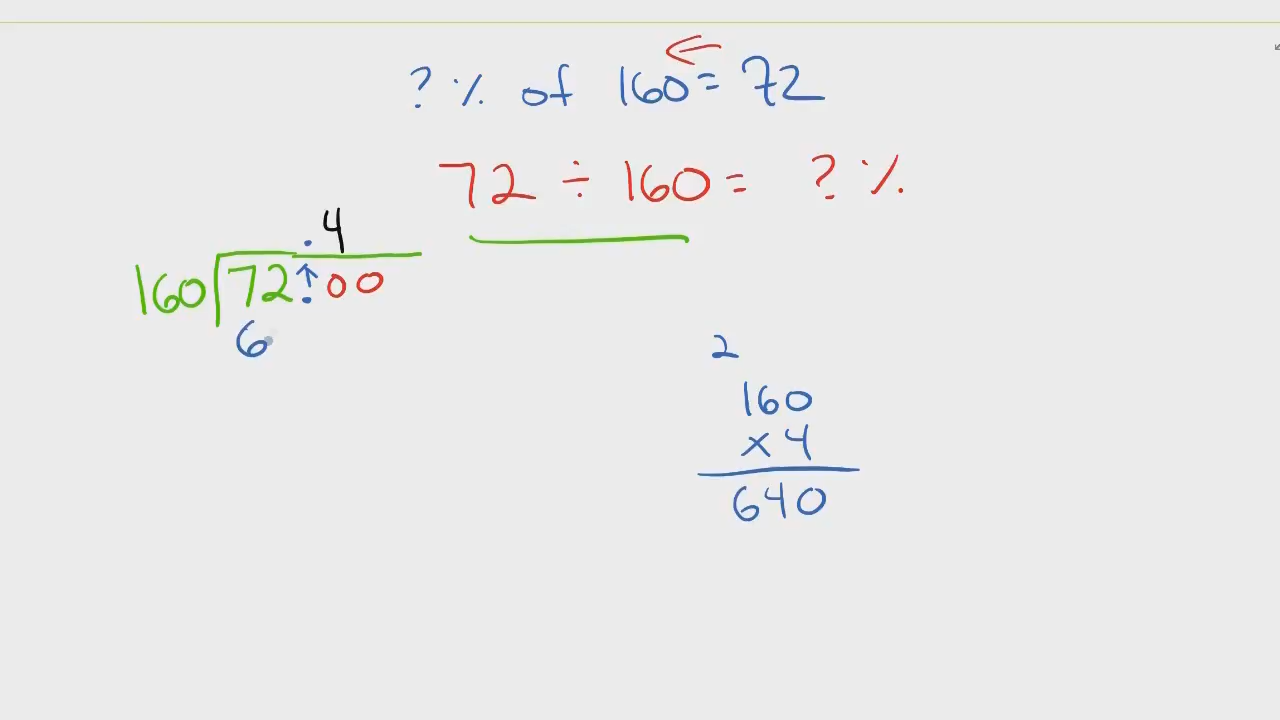 ? % of 160 = 72
72 ÷ 160 = ? %
.4
160 72.00
6
2
160
x 4
640